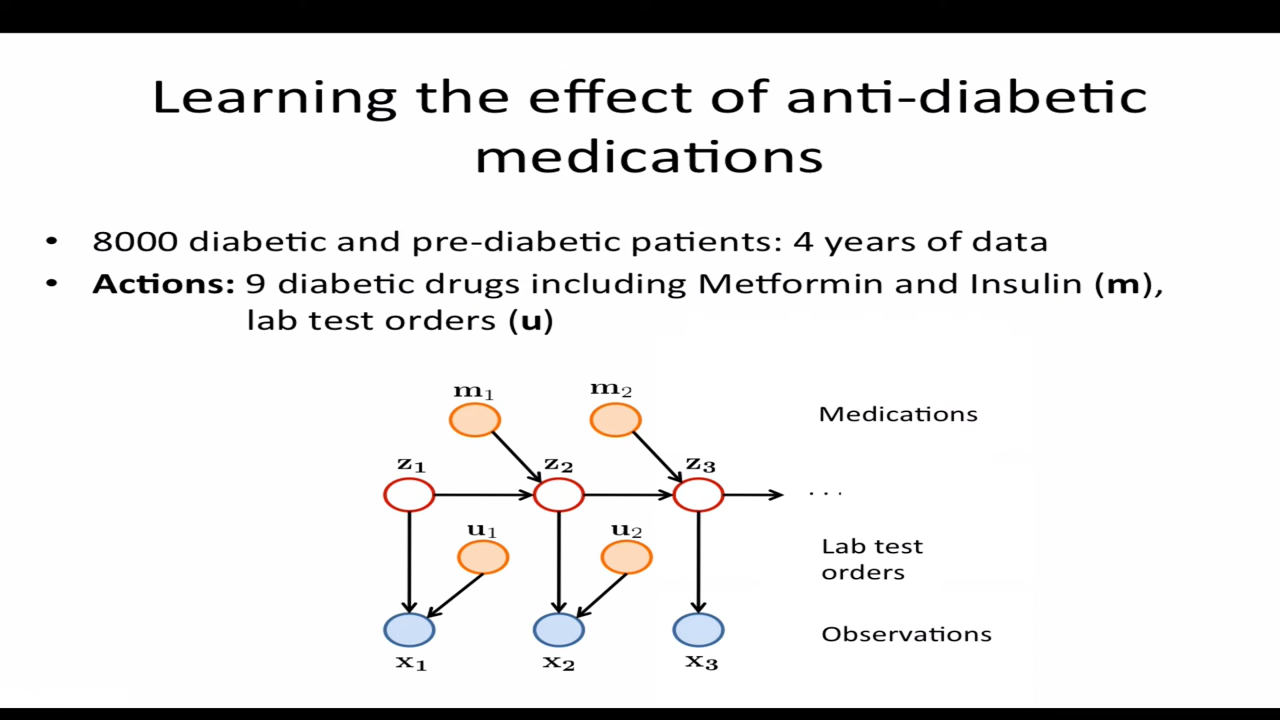 Learning the effect of anti-diabetic
medications
• 8000 diabetic and pre-diabetic patients: 4 years of data
• Actions: 9 diabetic drugs including Metformin and Insulin (m),
lab test orders (u)
m₁ m₂
Medications
z₁ z₂ z₃
...
u₁ u₂
Lab test
orders
Observations
x₁ x₂ x₃